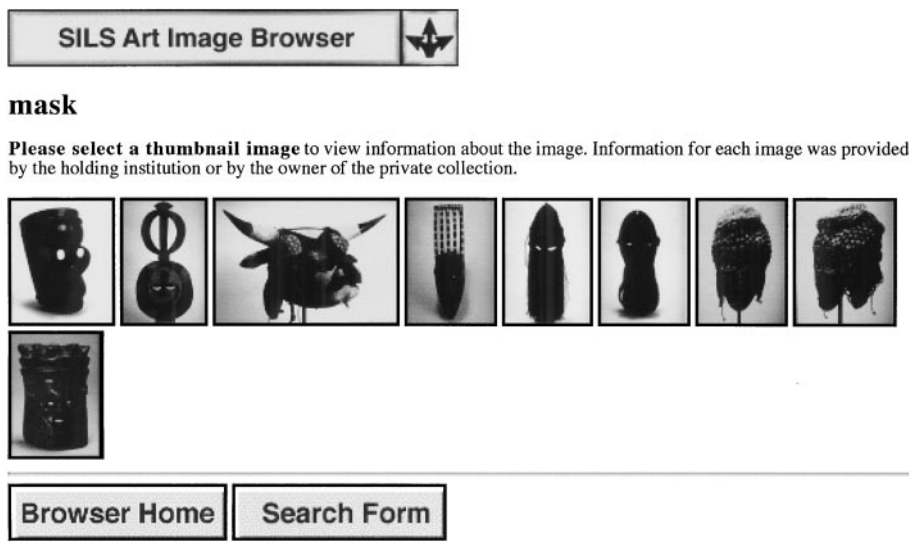 SILS Art Image Browser
mask
Please select a thumbnail image to view information about the image. Information for each image was provided
by the holding institution or by the owner of the private collection.
Browser Home
Search Form